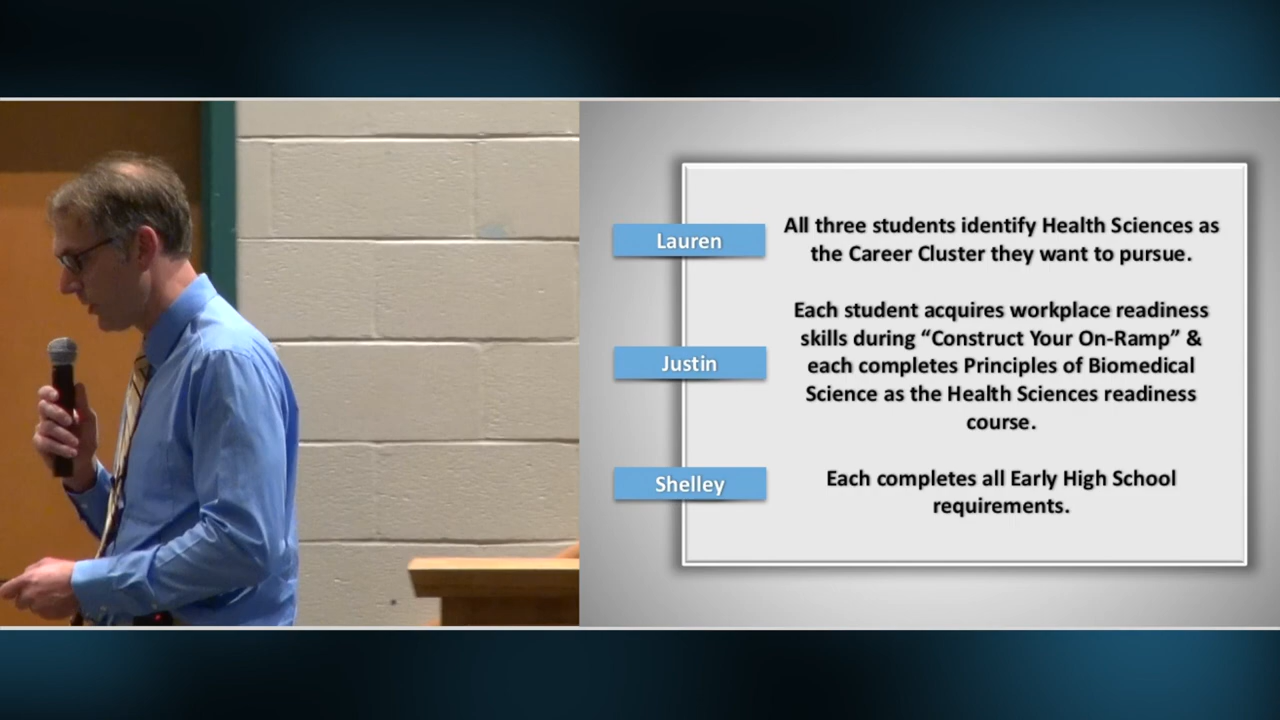 Lauren
All three students identify Health Sciences as
the Career Cluster they want to pursue.
Justin
Each student acquires workplace readiness
skills during “Construct Your On-Ramp” &
each completes Principles of Biomedical
Science as the Health Sciences readiness
course.
Shelley
Each completes all Early High School
requirements.